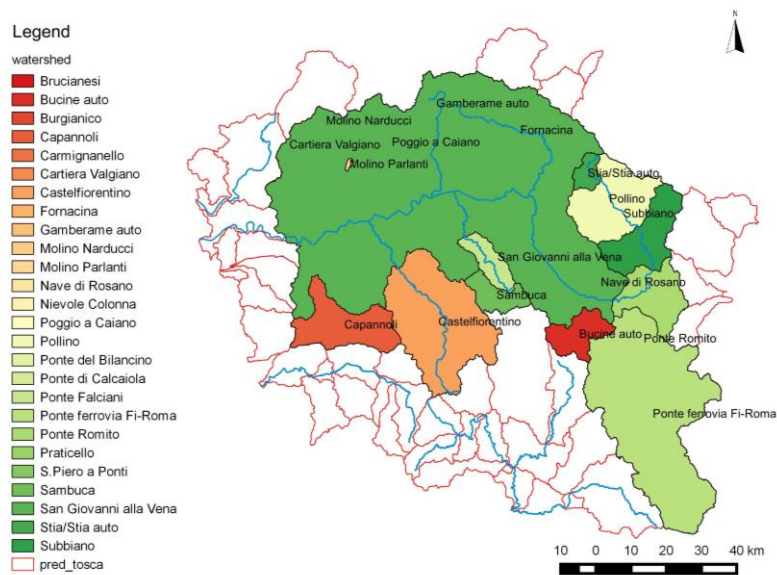 Legend
watershed
Brucianesi
Bucine auto
Burgianico
Capannoli
Carmignanello
Cartiera Valgiano
Castelfiorentino
Fornacina
Gamberame auto
Molino Narducci
Molino Parlanti
Nave di Rosano
Nievole Colonna
Poggio a Caiano
Pollino
Ponte del Bilancino
Ponte di Calcaiola
Ponte Falciani
Ponte ferrovia Fi-Roma
Ponte Romito
Praticello
S.Piero a Ponti
Sambuca
San Giovanni alla Vena
Stia/Stia auto
Subbiano
pred_tosca
N
Gamberame auto
Molino Narducci
Fornacina
Cartiera Valgiano
Poggio a Caiano
Molino Parlanti
Stia/Stia auto
Pollino
Subbiano
San Giovanni alla Vena
Nave di Rosano
Sambuca
Capannoli
Castelfiorentino
Bucine auto
Ponte Romito
Ponte ferrovia Fi-Roma
10 0 10 20 30 40 km